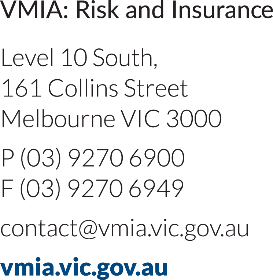 VMIA: Risk and Insurance
Level 10 South,
161 Collins Street
Melbourne VIC 3000
P (03) 9270 6900
F (03) 9270 6949
contact@vmia.vic.gov.au
vmia.vic.gov.au